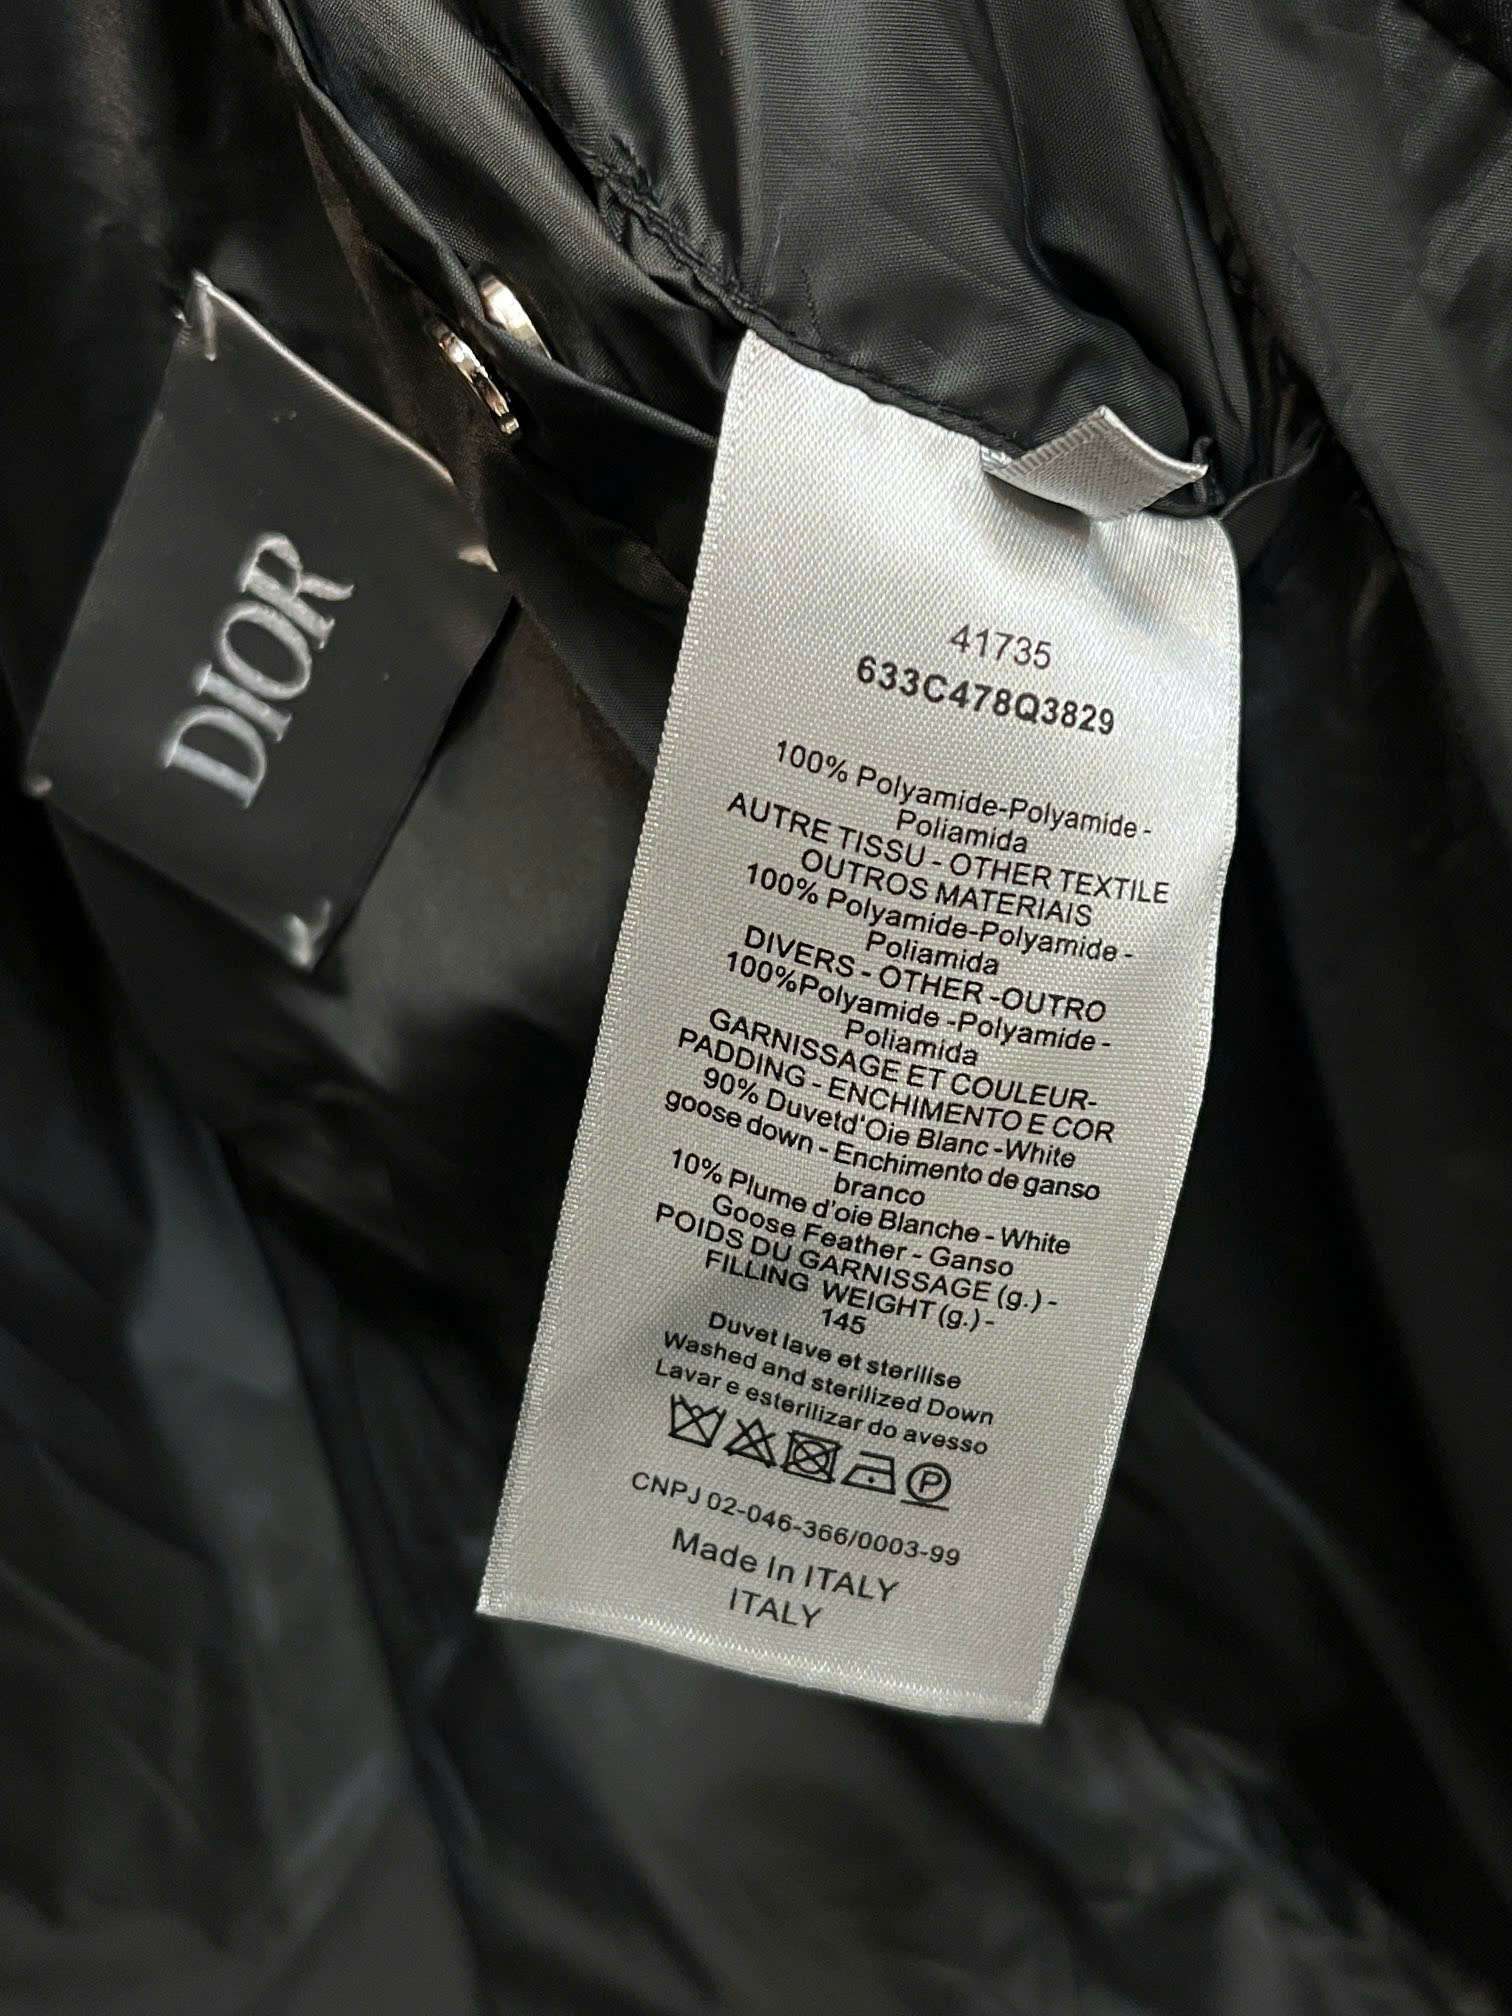 DIOR
41735
633C478Q3829
100% Polyamide-Polyamide -
Poliamida
AUTRE TISSU - OTHER TEXTILE
OUTROS MATERIAIS
100% Polyamide-Polyamide -
Poliamida
DIVERS - OTHER -OUTRO
100%Polyamide -Polyamide -
Poliamida
GARNISSAGE ET COULEUR-
PADDING - ENCHIMENTO E COR
90% Duvetd'Oie Blanc -White
goose down - Enchimento de ganso
branco
10% Plume d'oie Blanche - White
Goose Feather - Ganso
POIDS DU GARNISSAGE (g.) -
FILLING WEIGHT (g.) -
145
Duvet lave et sterilise
Washed and sterilized Down
Lavar e esterilizar do avesso
P
CNPJ 02-046-366/0003-99
Made In ITALY
ITALY